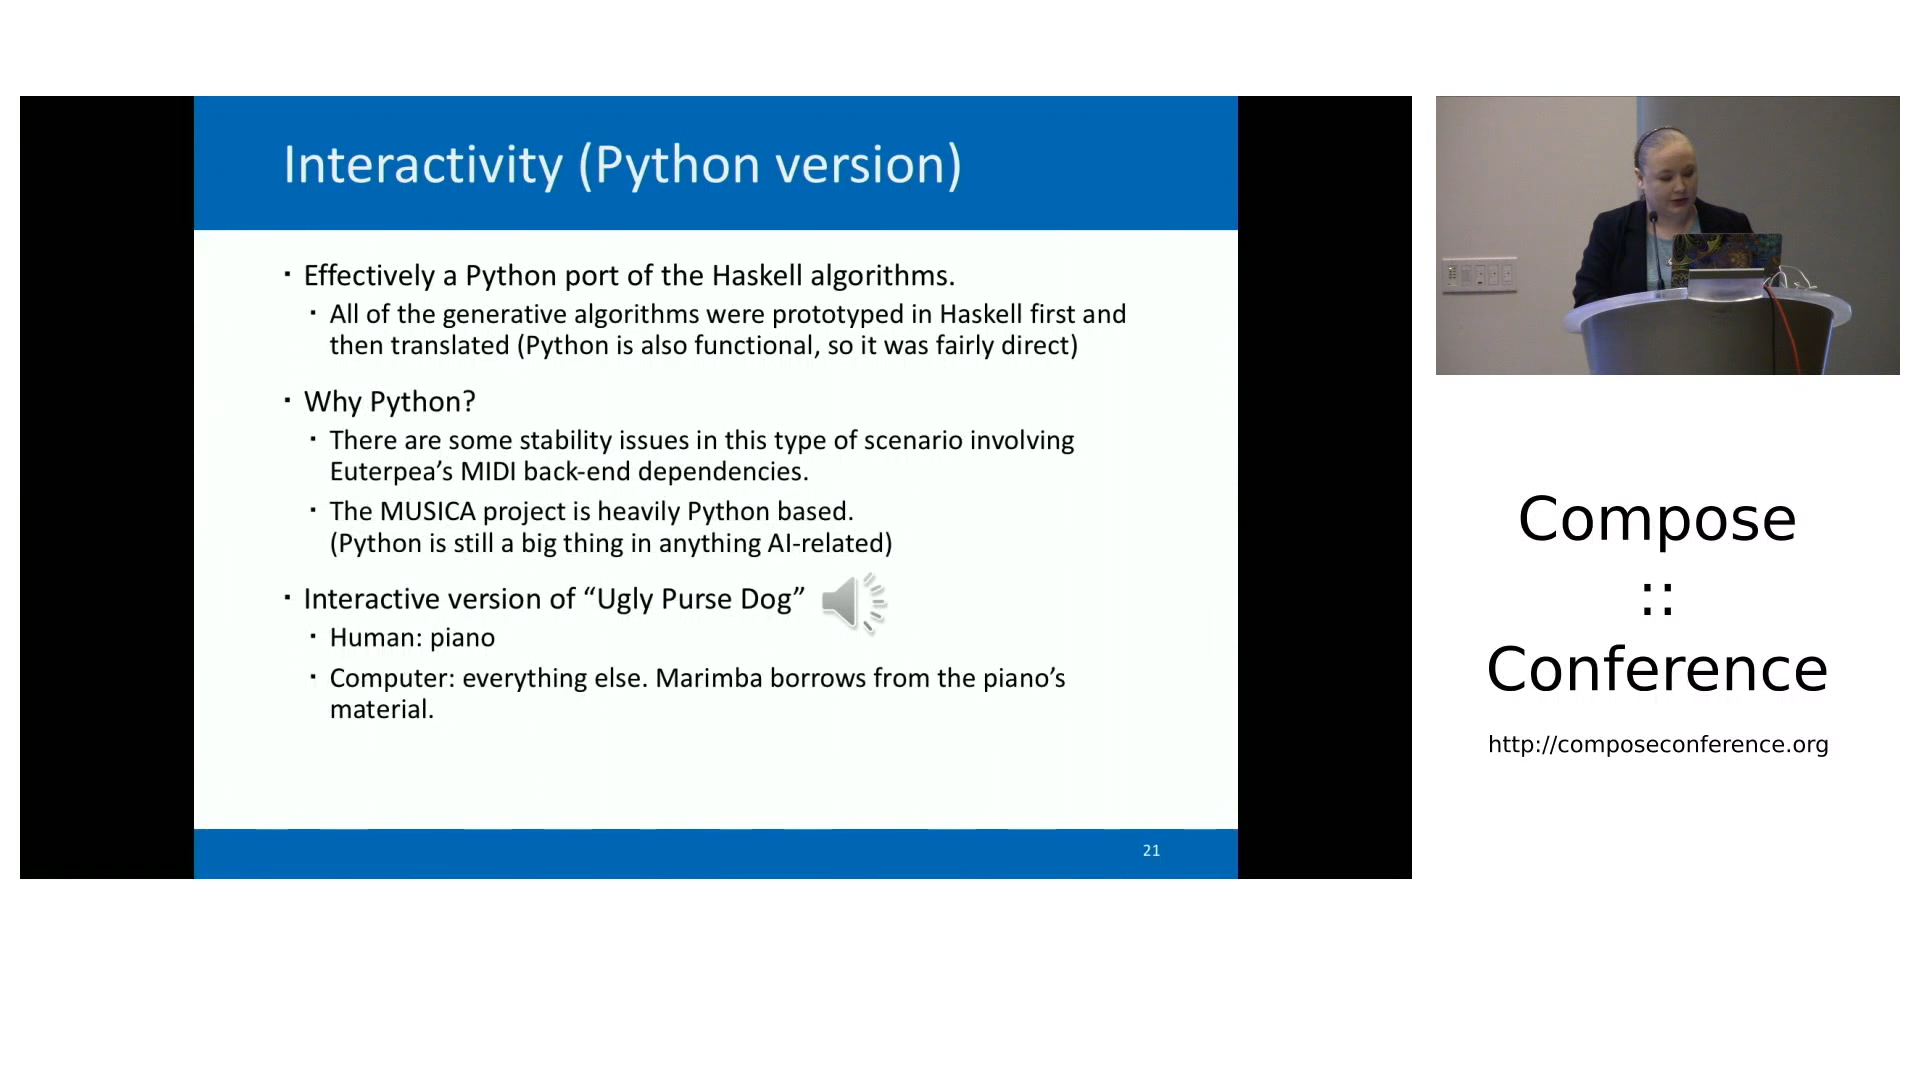 Interactivity (Python version)
▪ Effectively a Python port of the Haskell algorithms.
▪ All of the generative algorithms were prototyped in Haskell first and
then translated (Python is also functional, so it was fairly direct)
▪ Why Python?
▪ There are some stability issues in this type of scenario involving
Euterpea’s MIDI back-end dependencies.
▪ The MUSICA project is heavily Python based.
(Python is still a big thing in anything AI-related)
▪ Interactive version of “Ugly Purse Dog”
▪ Human: piano
▪ Computer: everything else. Marimba borrows from the piano’s
material.
21
Compose
::
Conference
http://composeconference.org